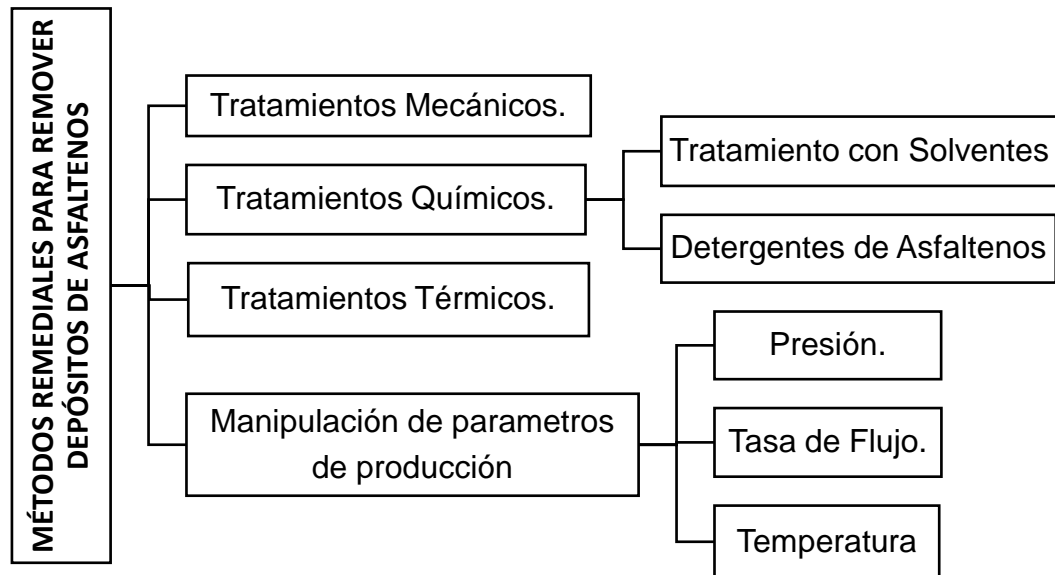 MÉTODOS REMEDIALES PARA REMOVER
DEPÓSITOS DE ASFALTENOS
Tratamientos Mecánicos.
Tratamientos Químicos.
Tratamiento con Solventes
Detergentes de Asfaltenos
Tratamientos Térmicos.
Manipulación de parametros
de producción
Presión.
Tasa de Flujo.
Temperatura